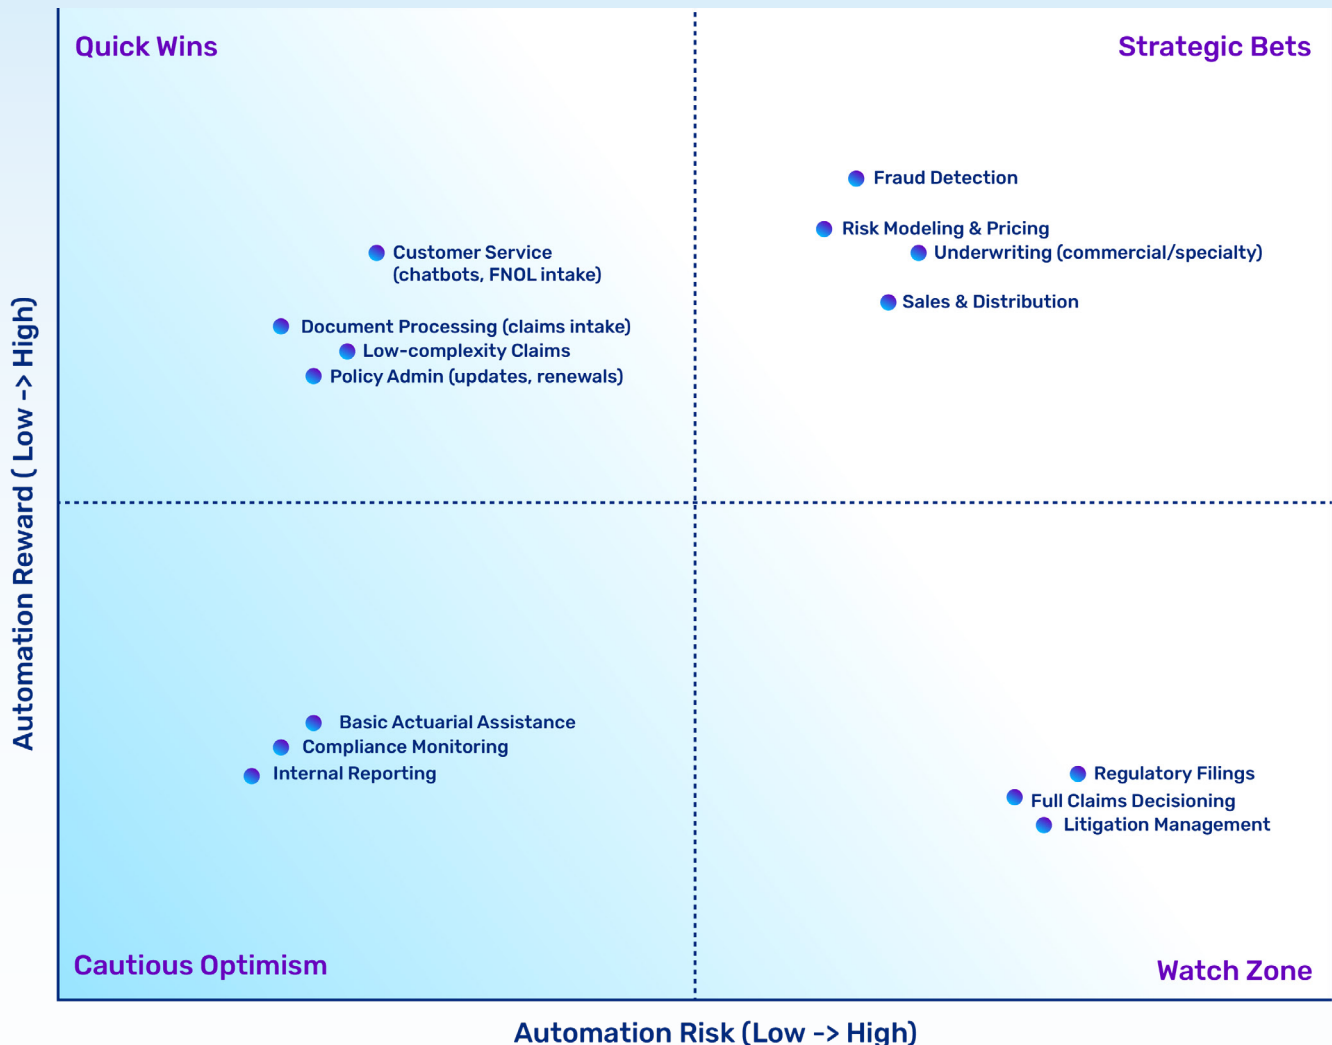 Quick Wins
Strategic Bets
Fraud Detection
Risk Modeling & Pricing
Customer Service
(chatbots, FNOL intake)
Underwriting (commercial/specialty)
Sales & Distribution
Document Processing (claims intake)
Low-complexity Claims
Policy Admin (updates, renewals)
Automation Reward ( Low -> High)
Basic Actuarial Assistance
Compliance Monitoring
Internal Reporting
Regulatory Filings
Full Claims Decisioning
Litigation Management
Cautious Optimism
Watch Zone
Automation Risk (Low -> High)